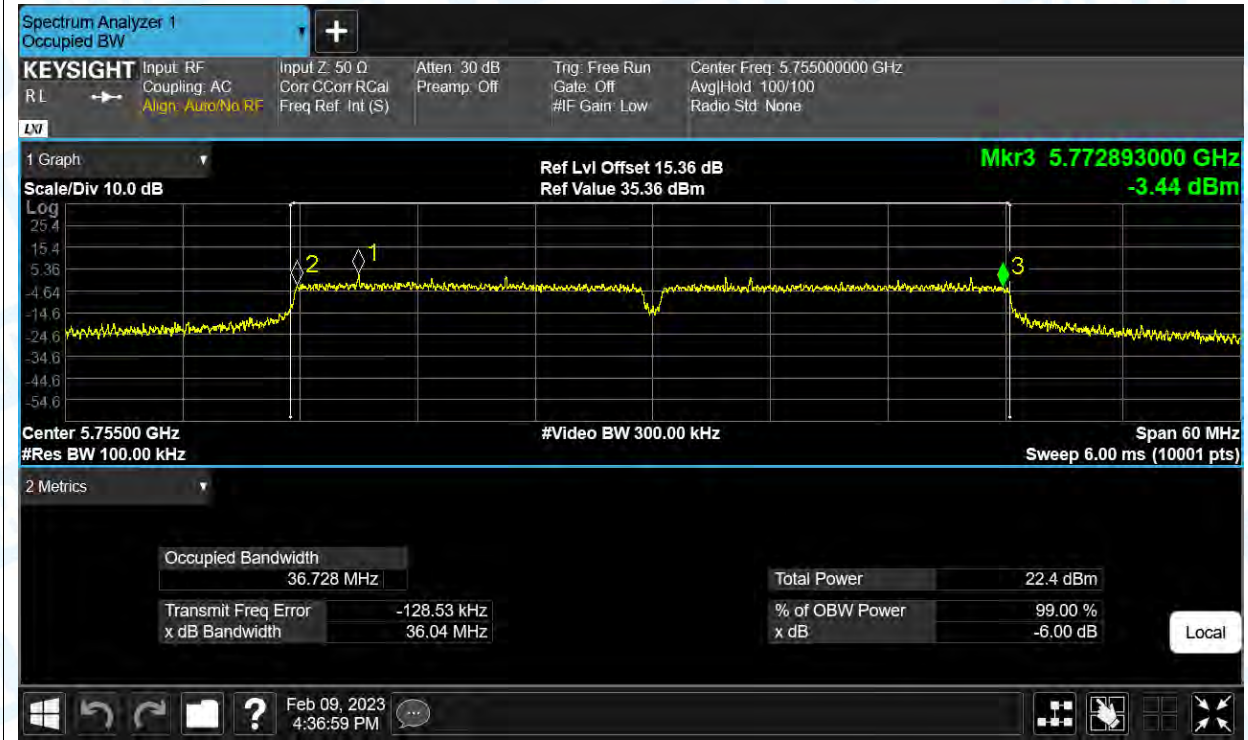 Spectrum Analyzer 1
Occupied BW
KEYSIGHT
R L
LXI
Input: RF
Coupling: AC
Align: Auto/No RF
Input Z: 50 Ω
Corr CCorr RCal
Freq Ref: Int (S)
Atten: 30 dB
Preamp: Off
Trig: Free Run
Gate: Off
#IF Gain: Low
Center Freq: 5.755000000 GHz
Avg|Hold: 100/100
Radio Std: None
1 Graph
Scale/Div 10.0 dB
Ref Lvl Offset 15.36 dB
Ref Value 35.36 dBm
Mkr3 5.772893000 GHz
-3.44 dBm
Log
25.4
15.4
5.36
-4.64
-14.6
-24.6
-34.6
-44.6
-54.6
2
1
3
Center 5.75500 GHz
#Video BW 300.00 kHz
Span 60 MHz
#Res BW 100.00 kHz
Sweep 6.00 ms (10001 pts)
2 Metrics
Occupied Bandwidth
36.728 MHz
Transmit Freq Error -128.53 kHz
x dB Bandwidth 36.04 MHz
Total Power 22.4 dBm
% of OBW Power 99.00 %
x dB -6.00 dB
Local
?
Feb 09, 2023
4:36:59 PM